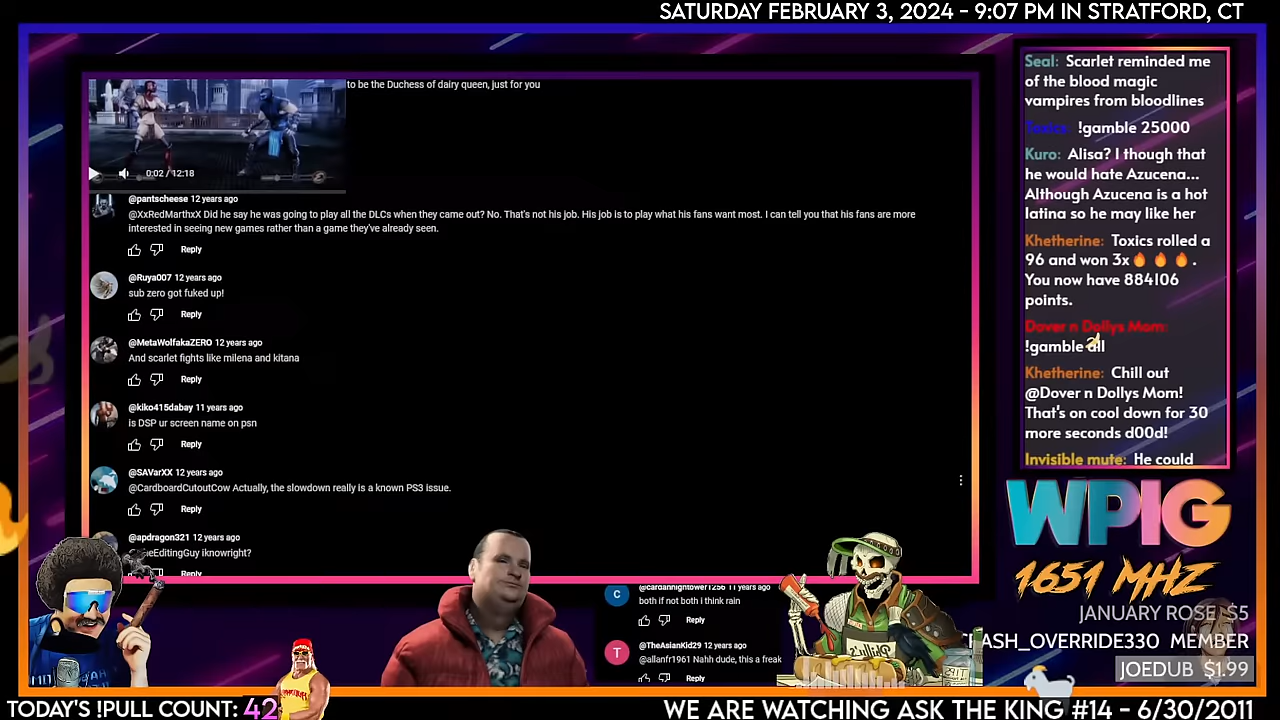 SATURDAY FEBRUARY 3, 2024 - 9:07 PM IN STRATFORD, CT
to be the Duchess of dairy queen, just for you
0:02 / 12:18
@pantscheese 12 years ago
@XxRedMarthxX Did he say he was going to play all the DLCs when they came out? No. That's not his job. His job is to play what his fans want most. I can tell you that his fans are more
interested in seeing new games rather than a game they've already seen.
Reply
@Ruya007 12 years ago
sub zero got fuked up!
Reply
@MetaWolfakaZERO 12 years ago
And scarlet fights like milena and kitana
Reply
@kiko415dabay 11 years ago
is DSP ur screen name on psn
Reply
@SAVarXX 12 years ago
@CardboardCutoutCow Actually, the slowdown really is a known PS3 issue.
Reply
@apdragon321 12 years ago
iknowright?
Reply
@cardannightower1256 11 years ago
both if not both i think rain
Reply
@TheAsianKid29 12 years ago
@allanfr1961 Nahh dude, this a freak
Reply
Seal: Scarlet reminded me
of the blood magic
vampires from bloodlines
Toxics: !gamble 25000
Kuro: Alisa? I though that
he would hate Azucena...
Although Azucena is a hot
latina so he may like her
Khetherine: Toxics rolled a
96 and won 3x🔥🔥🔥.
You now have 884106
points.
Dover n Dollys Mom:
!gamble all
Khetherine: Chill out
@Dover n Dollys Mom!
That's on cool down for 30
more seconds d00d!
Invisible mute: He could
WPIG
1651 MHZ
JANUARY ROSE $5
ASH_OVERRIDE330 MEMBER
JOEDUB $1.99
TODAY'S !PULL COUNT: 42
WE ARE WATCHING ASK THE KING #14 - 6/30/2011